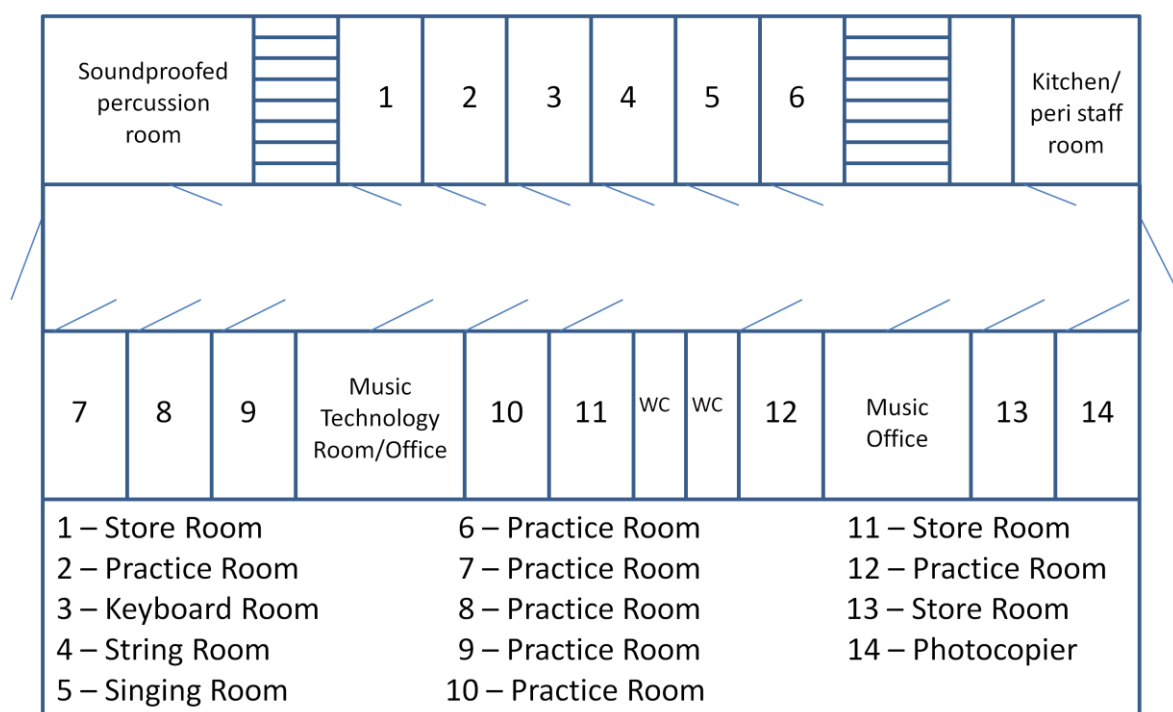 Soundproofed
percussion
room
1
2
3
4
5
6
Kitchen/
peri staff
room
7
8
9
Music
Technology
Room/Office
10
11
WC
WC
12
Music
Office
13
14
1 – Store Room
2 – Practice Room
3 – Keyboard Room
4 – String Room
5 – Singing Room
6 – Practice Room
7 – Practice Room
8 – Practice Room
9 – Practice Room
10 – Practice Room
11 – Store Room
12 – Practice Room
13 – Store Room
14 – Photocopier